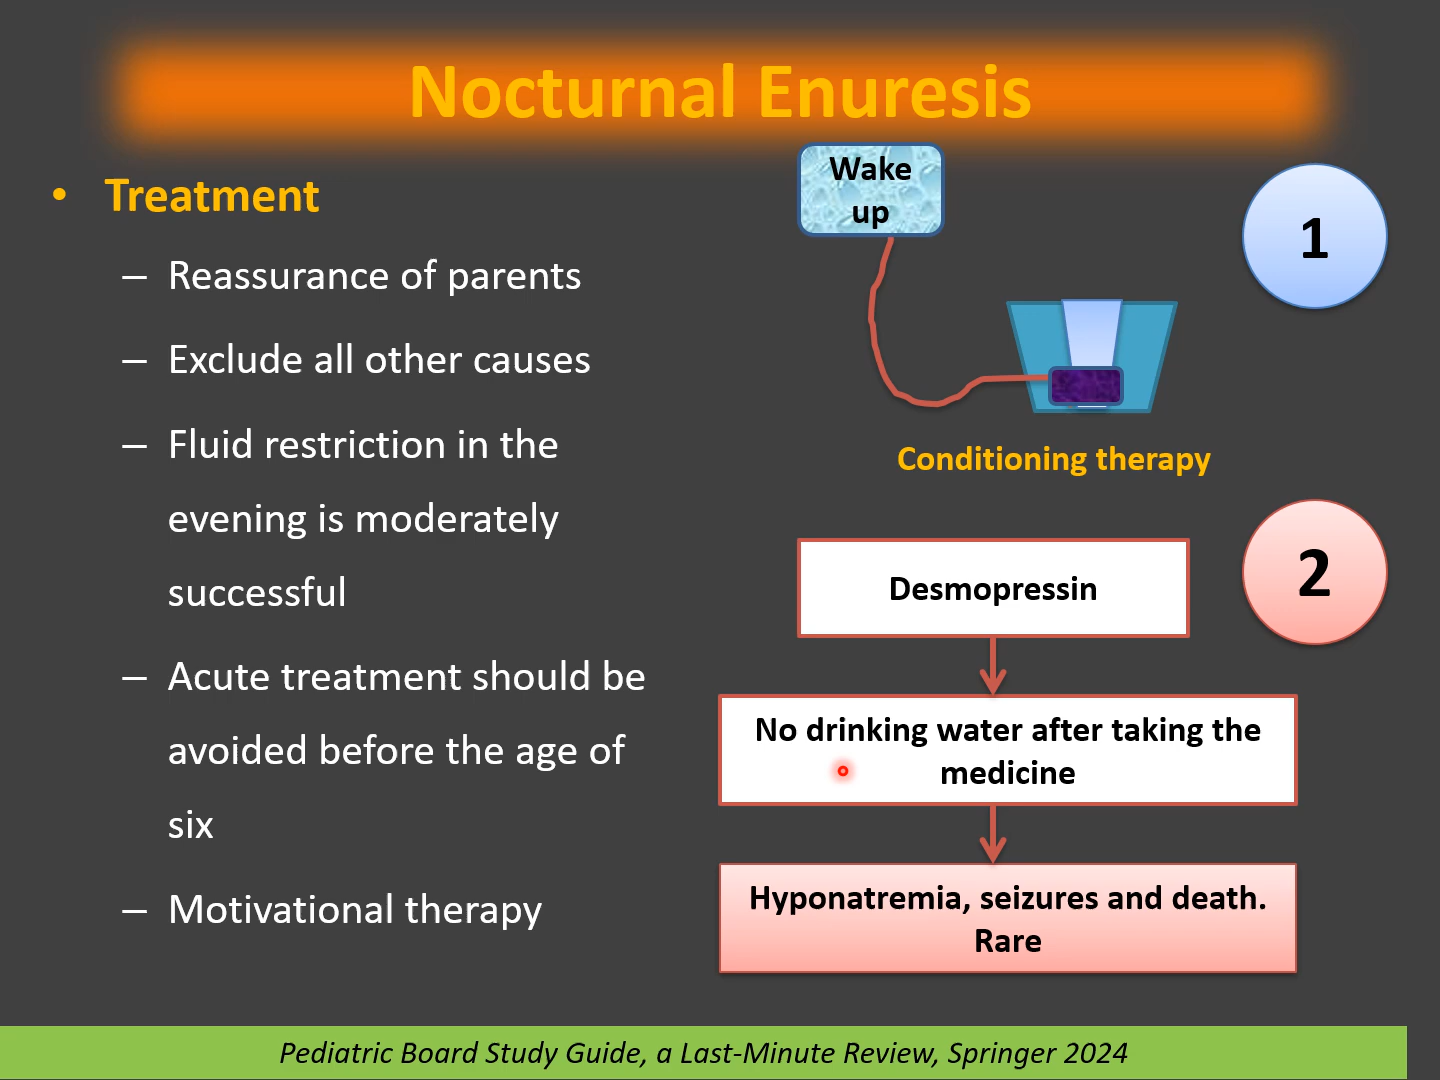 Nocturnal Enuresis
• Treatment
– Reassurance of parents
– Exclude all other causes
– Fluid restriction in the
evening is moderately
successful
– Acute treatment should be
avoided before the age of
six
– Motivational therapy
Wake
up
1
Conditioning therapy
2
Desmopressin
No drinking water after taking the
medicine
Hyponatremia, seizures and death.
Rare
Pediatric Board Study Guide, a Last-Minute Review, Springer 2024